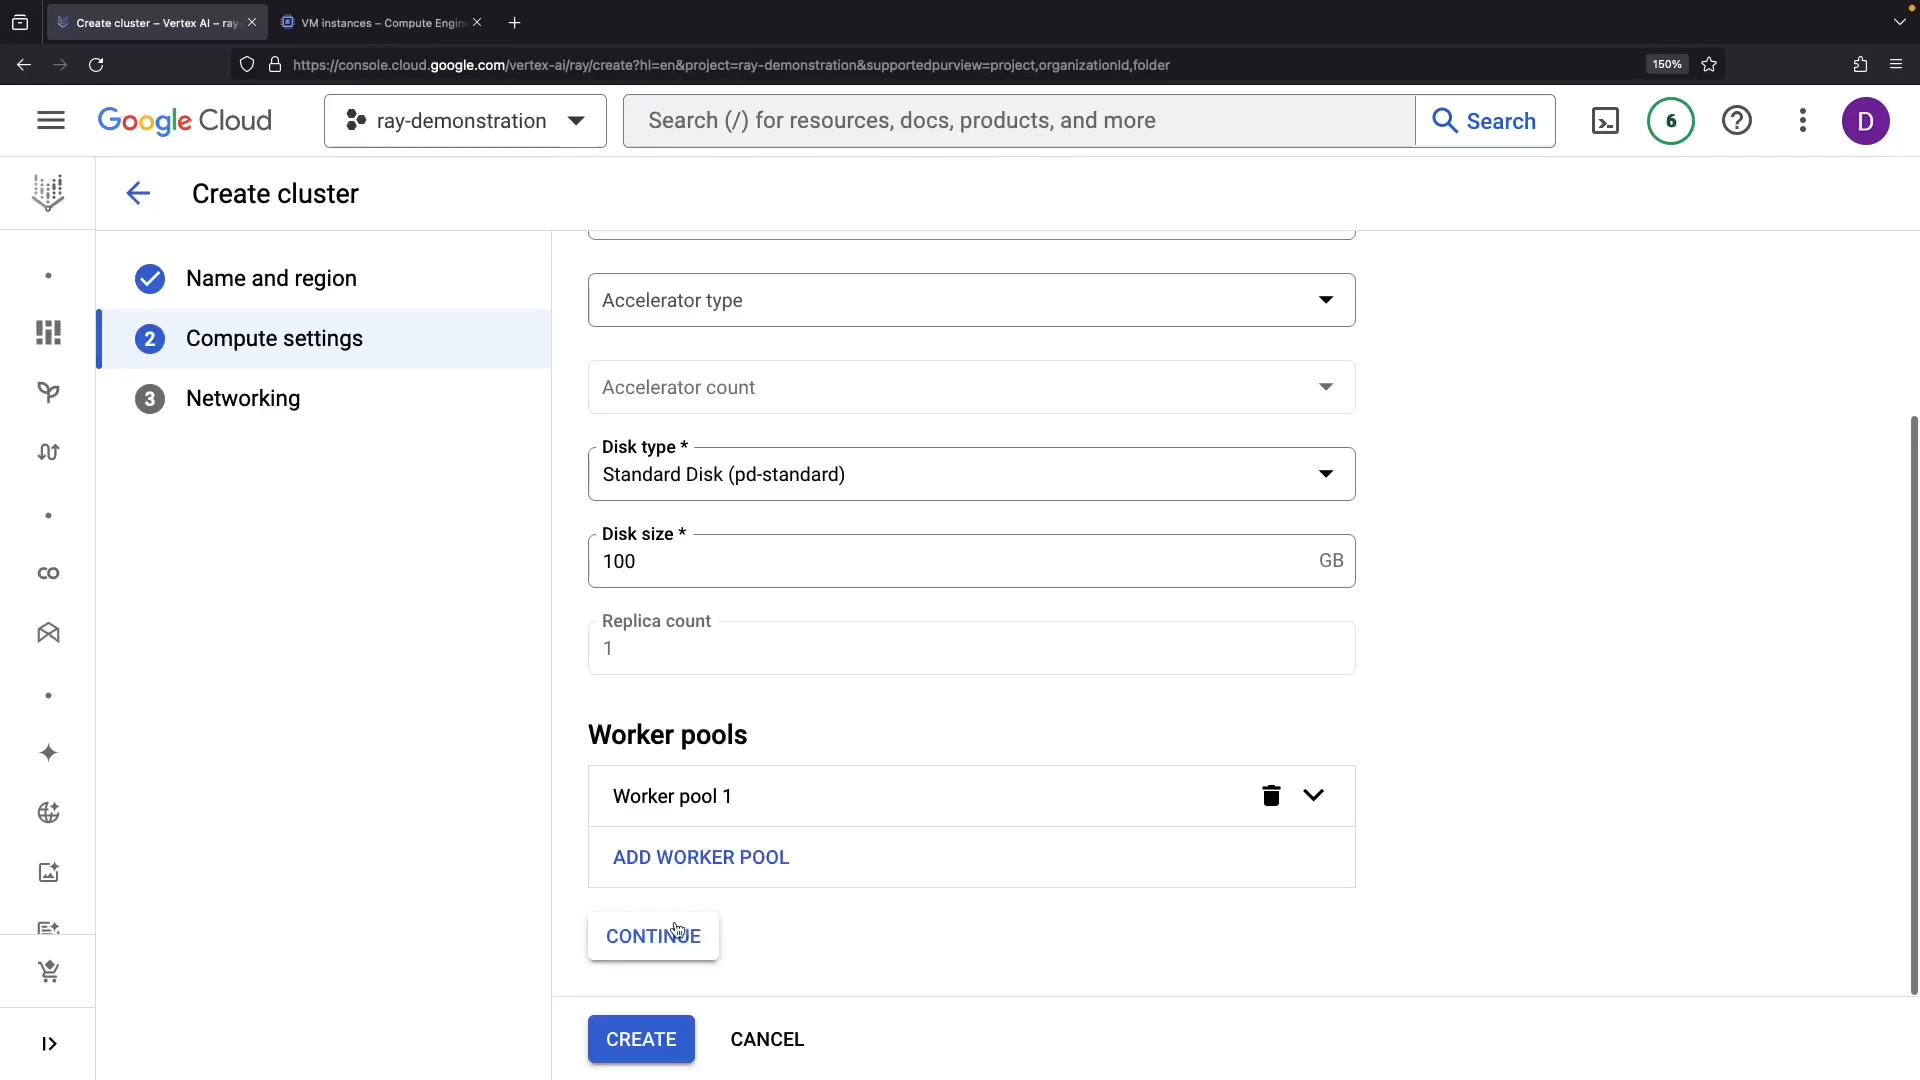 Create cluster – Vertex AI – ray
VM instances – Compute Engin
https://console.cloud.google.com/vertex-ai/ray/create?hl=en&project=ray-demonstration&supportedpurview=project,organizationId,folder
150%
Google Cloud
ray-demonstration
Search (/) for resources, docs, products, and more
Search
6
D
Create cluster
Name and region
2 Compute settings
3 Networking
Accelerator type
Accelerator count
Disk type *
Standard Disk (pd-standard)
Disk size *
100 GB
Replica count
1
Worker pools
Worker pool 1
ADD WORKER POOL
CONTINUE
CREATE CANCEL